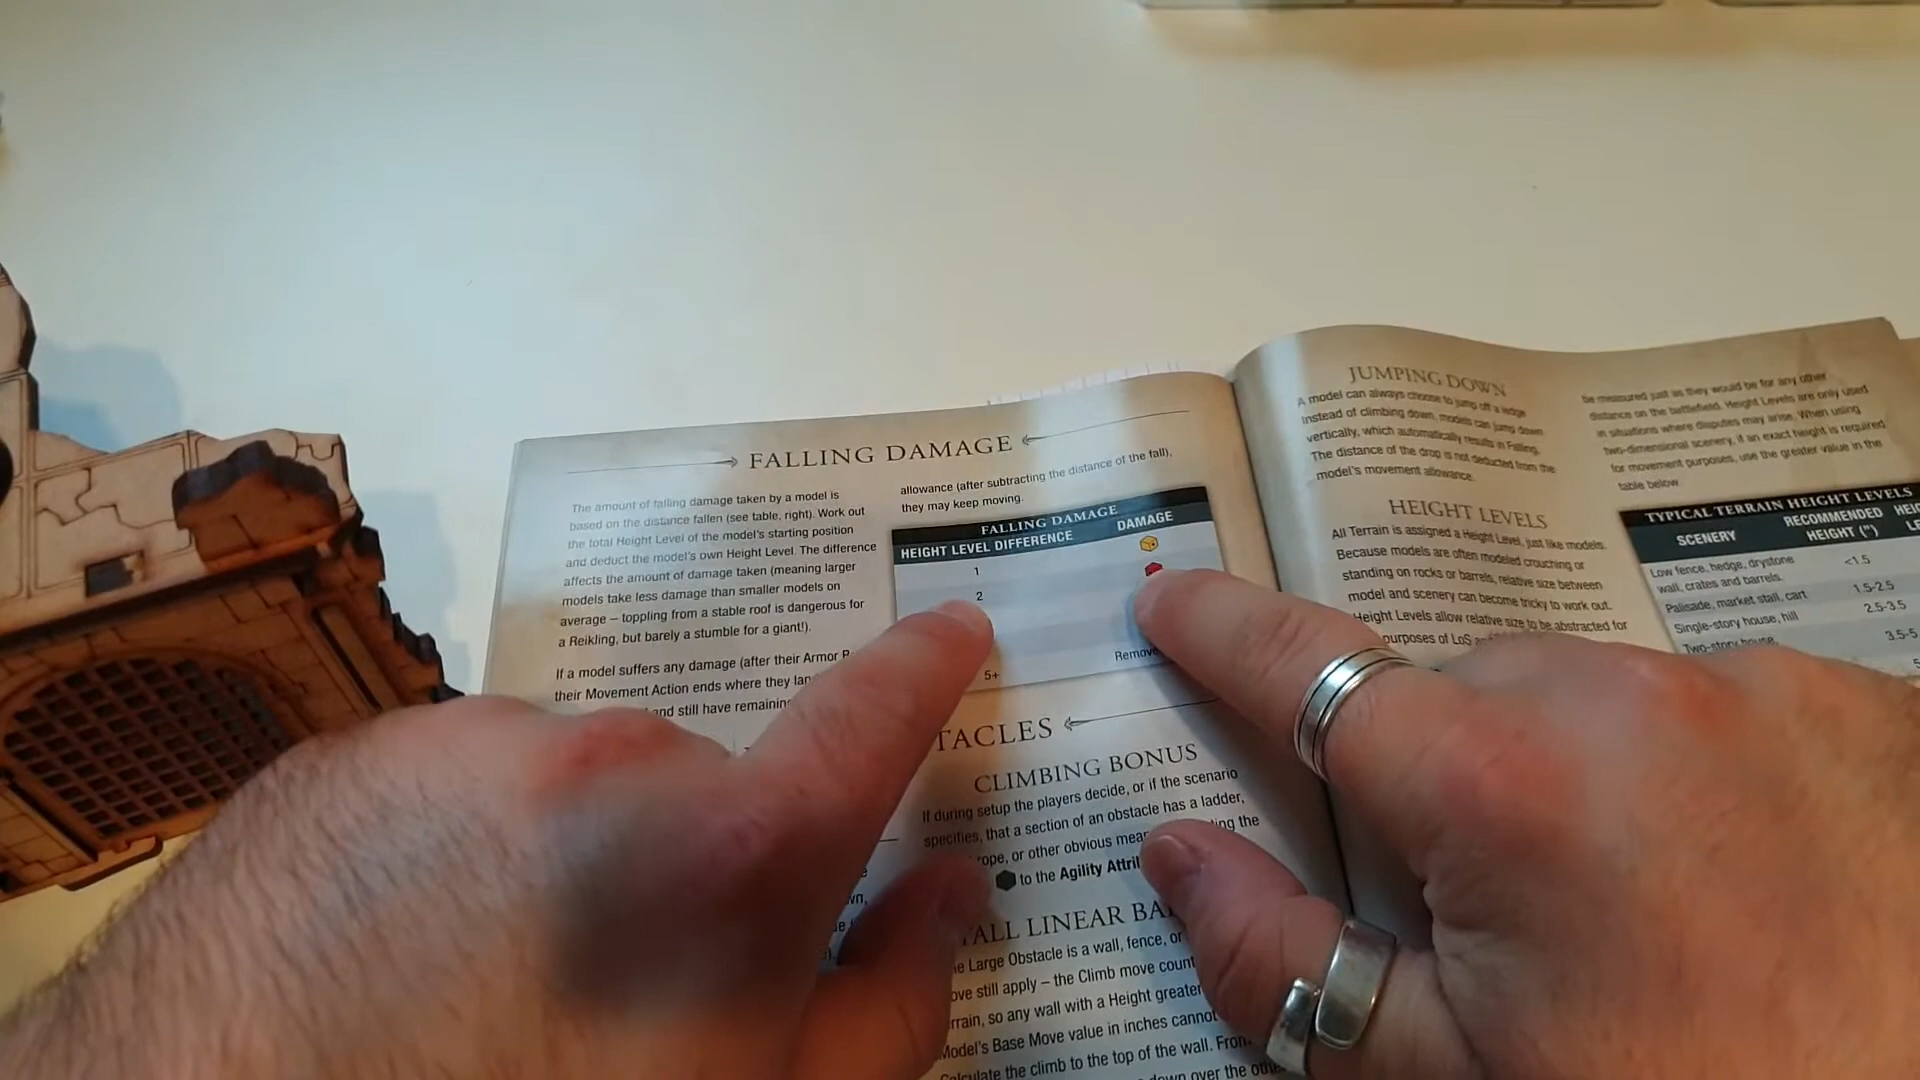 FALLING DAMAGE
The amount of falling damage taken by a model is
based on the distance fallen (see table, right). Work out
the total Height Level of the model's starting position
and deduct the model's own Height Level. The difference
affects the amount of damage taken (meaning larger
models take less damage than smaller models on
average – toppling from a stable roof is dangerous for
a Reikling, but barely a stumble for a giant!).
If a model suffers any damage (after their Armor
their Movement Action ends where they
and still have
allowance (after subtracting the distance of the fall),
they may keep moving.
FALLING DAMAGE
HEIGHT LEVEL DIFFERENCE DAMAGE
1
2
5+ Remove
CLIMBING BONUS
If during setup the players decide, or if the scenario
specifies, that a section of an obstacle has a ladder,
rope, or other obvious the
to the Agility
LINEAR
Large Obstacle is a wall, fence, or
still apply – the Climb move
so any wall with a Height greater
Model's Base Move value in inches cannot
Calculate the climb to the top of the wall.
down over the
JUMPING DOWN
A model can always choose to jump off a ledge
instead of climbing down, models can jump down
vertically, which automatically results in Falling.
The distance of the drop is not deducted from the
model's movement allowance.
HEIGHT LEVELS
All Terrain is assigned a Height Level, just like models.
Because models are often modeled crouching or
standing on rocks or barrels, relative size between
model and scenery can become tricky to work out.
Height Levels allow relative size to be abstracted for
purposes of LoS
be measured just as they would be for any other
distance on the battlefield. Height Levels are only used
in situations where disputes may arise. When using
two-dimensional scenery, if an exact height is required
for movement purposes, use the greater value in the
table below.
TYPICAL TERRAIN HEIGHT LEVELS
SCENERY RECOMMENDED HEIGHT (")
Low fence, hedge, drystone
wall, crates and barrels. <1.5
Palisade, market stall, cart 1.5-2.5
Single-story house, hill 2.5-3.5
Two-story house, 3.5-5